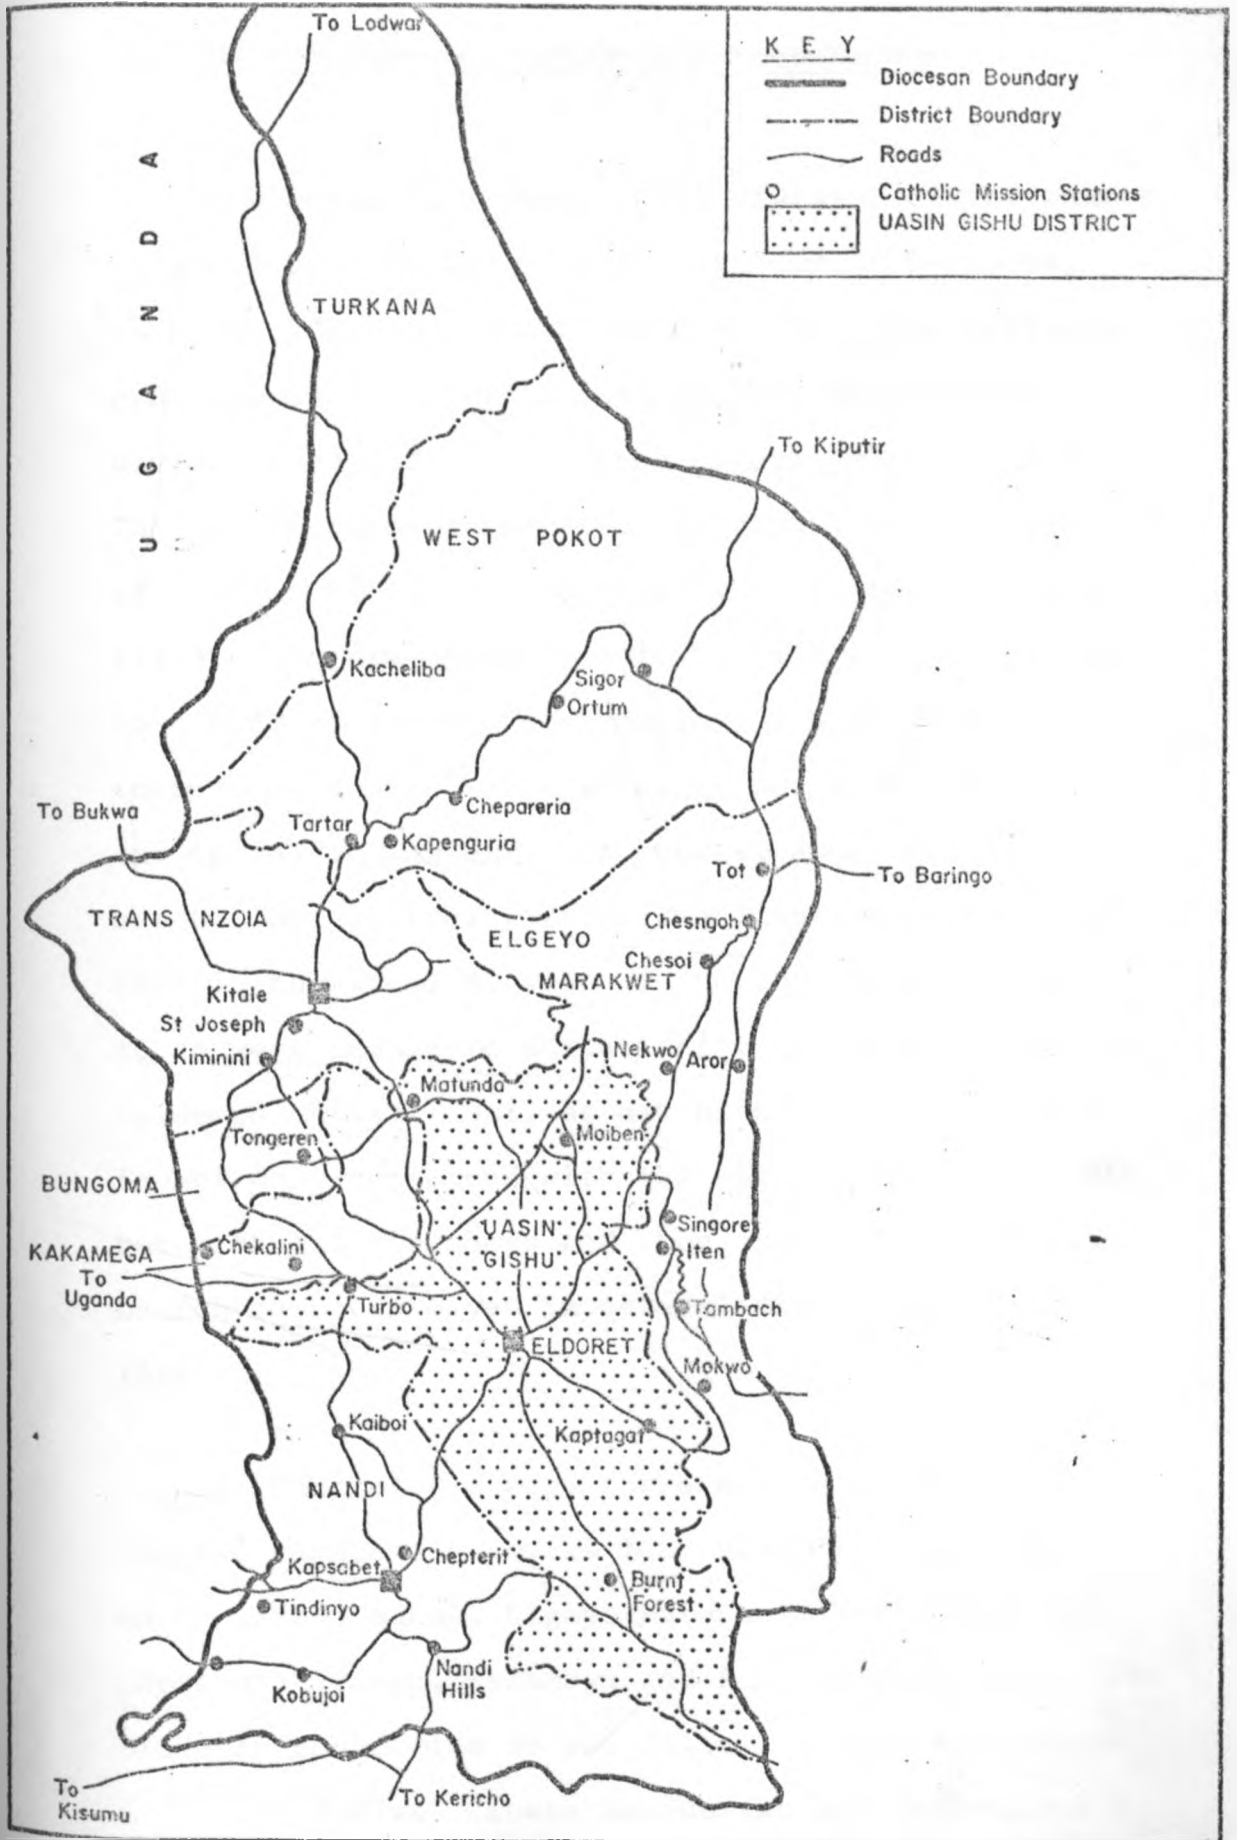 To Lodwar
K E Y
Diocesan Boundary
District Boundary
Roads
Catholic Mission Stations
UASIN GISHU DISTRICT
UGANDA
TURKANA
To Kiputir
WEST POKOT
Kacheliba
Sigor
Ortum
Chepareria
To Bukwa
Tartar
Kapenguria
Tot
To Baringo
TRANS NZOIA
Chesngoh
ELGEYO
MARAKWET
Chesoi
Kitale
St Joseph
Kiminini
Nekwo
Aror
Matunda
Tongeren
Moiben
BUNGOMA
UASIN
GISHU
Singore
Iten
KAKAMEGA
Chekalini
To
Uganda
Turbo
Tambach
ELDORET
Mokwo
Kaiboi
Kaptagat
NANDI
Chepterit
Kapsabet
Tindinyo
Burnt
Forest
Nandi
Hills
Kobujoi
To
Kisumu
To Kericho